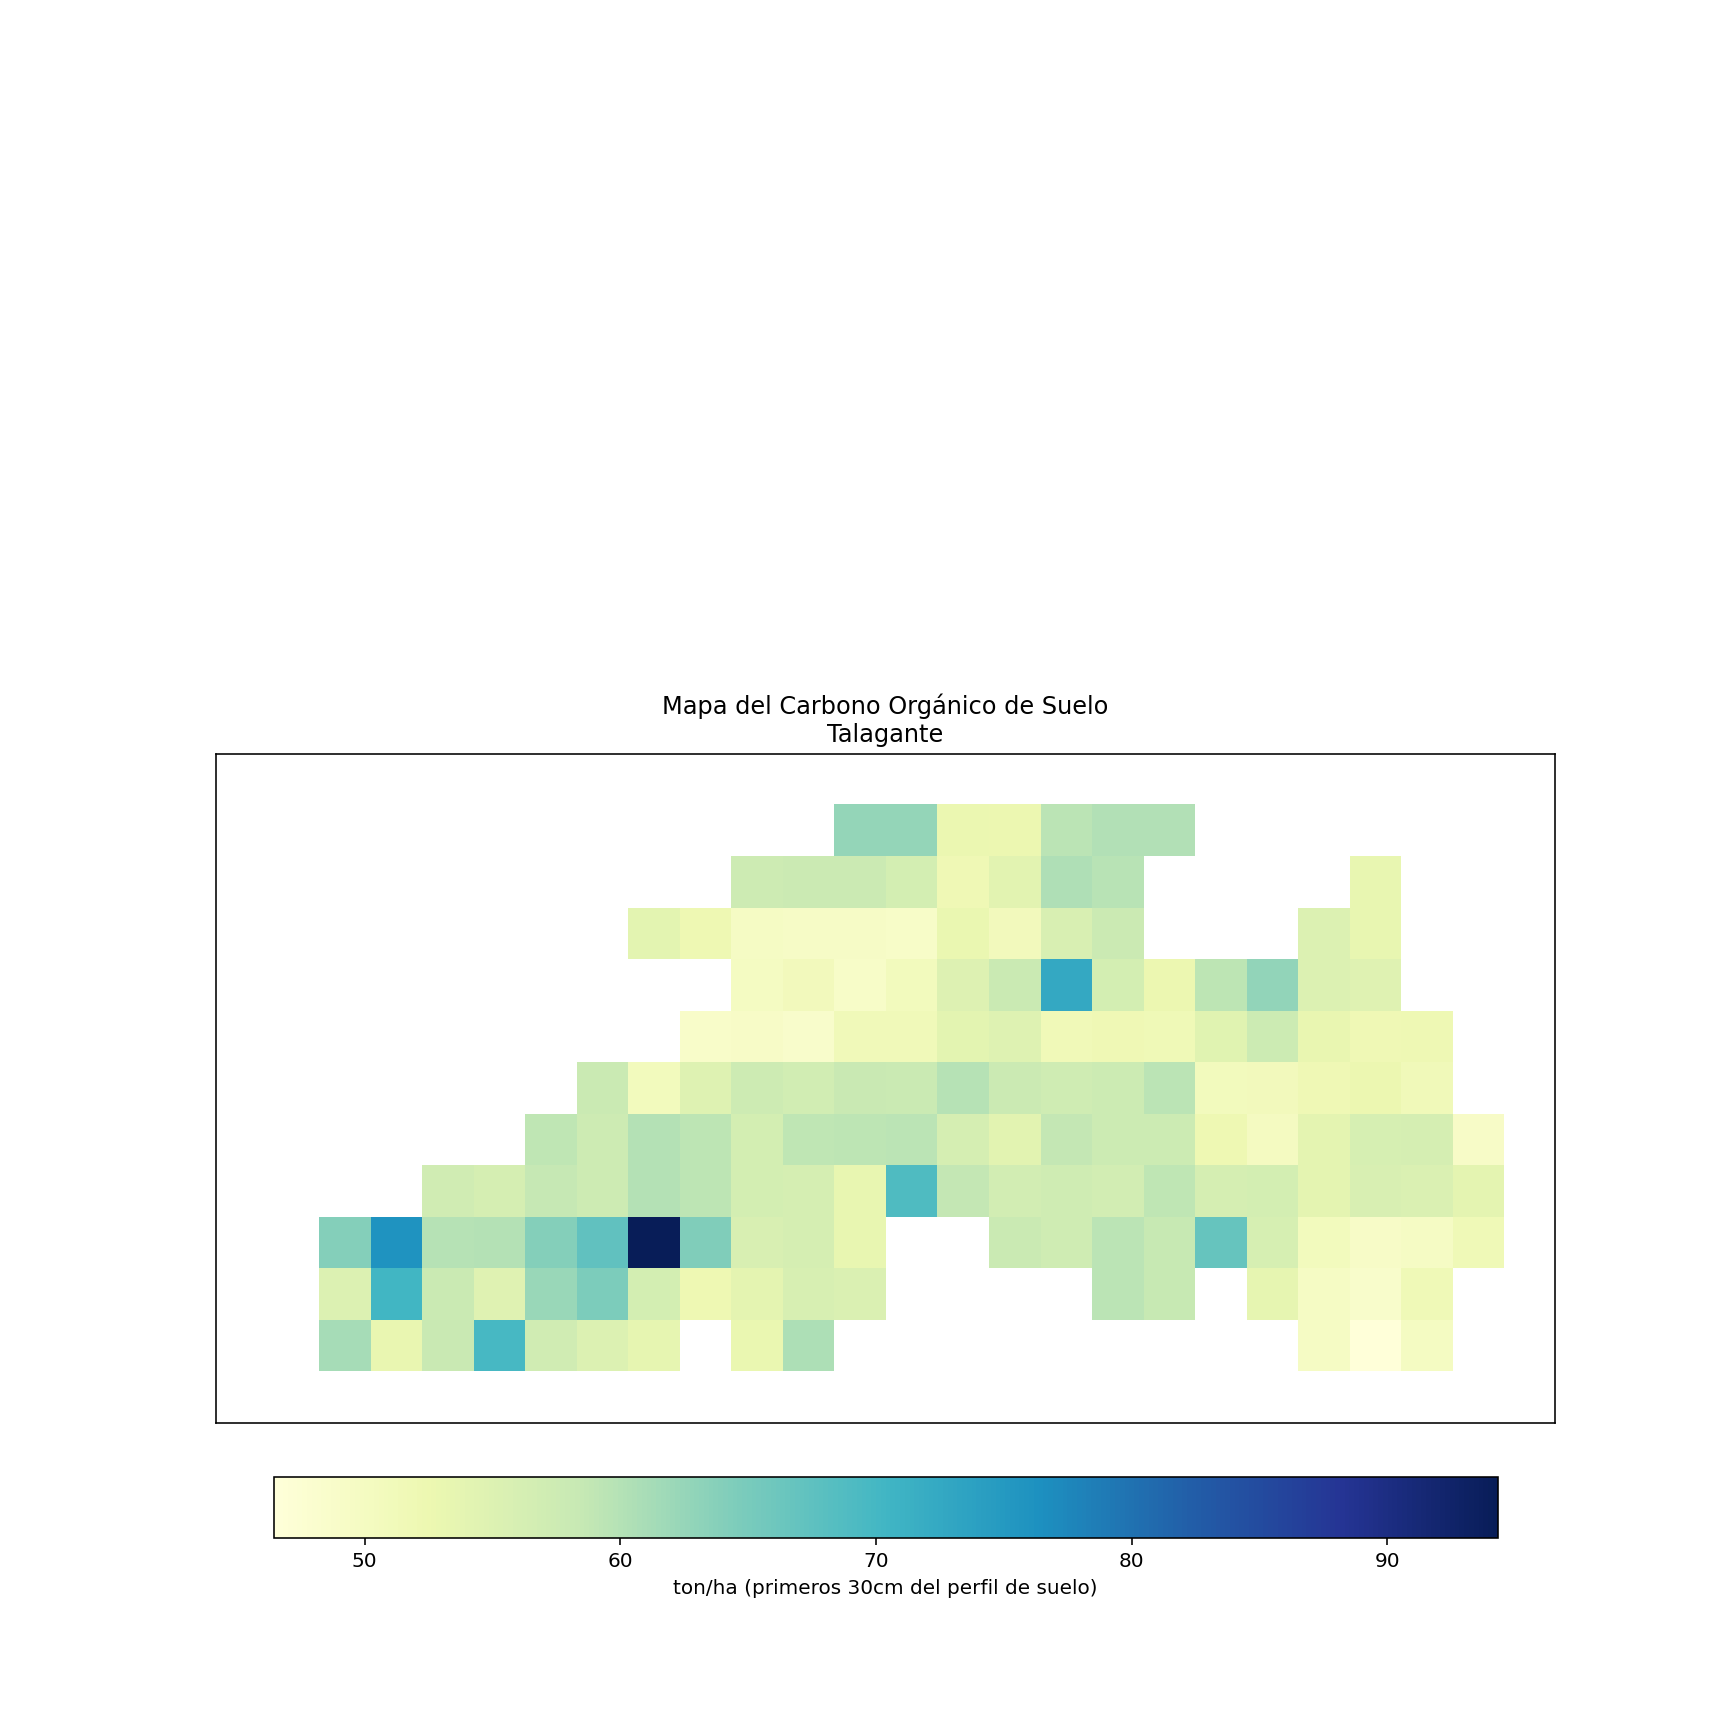 Mapa del Carbono Orgánico de Suelo
Talagante
50 60 70 80 90
ton/ha (primeros 30cm del perfil de suelo)